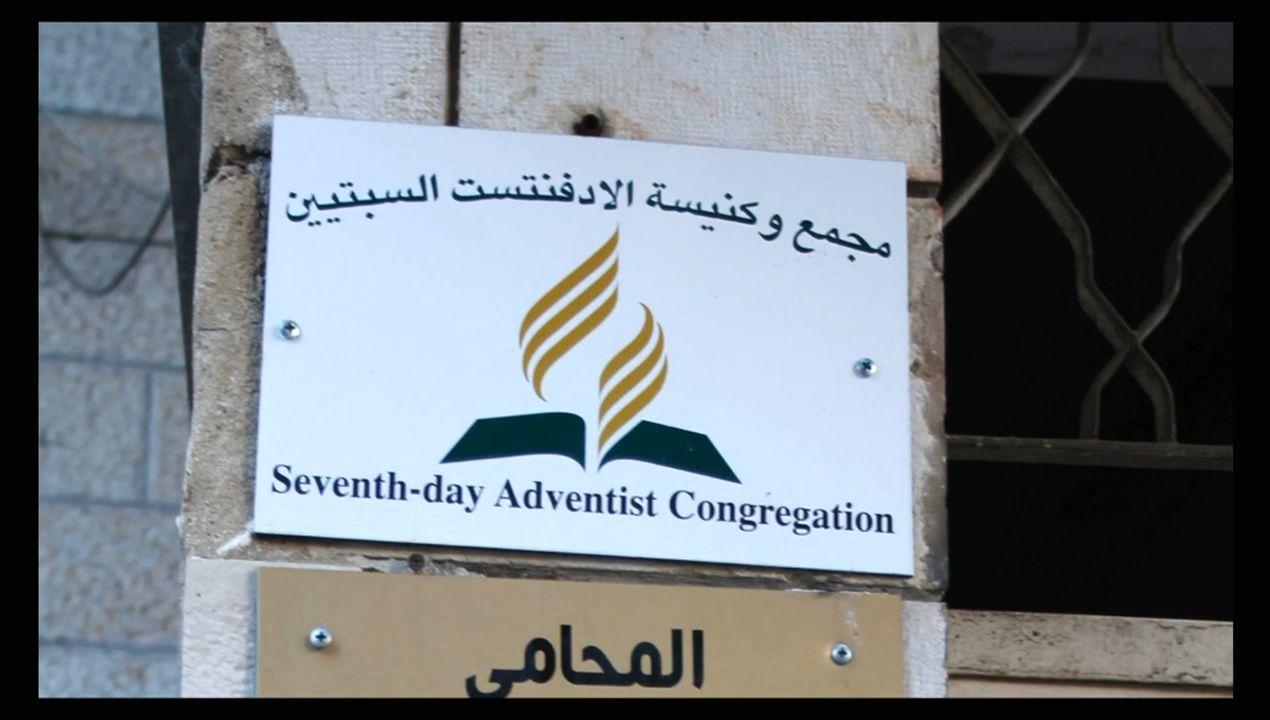 مجمع وكنيسة الادفنتست السبتيين
Seventh-day Adventist Congregation
المحامي